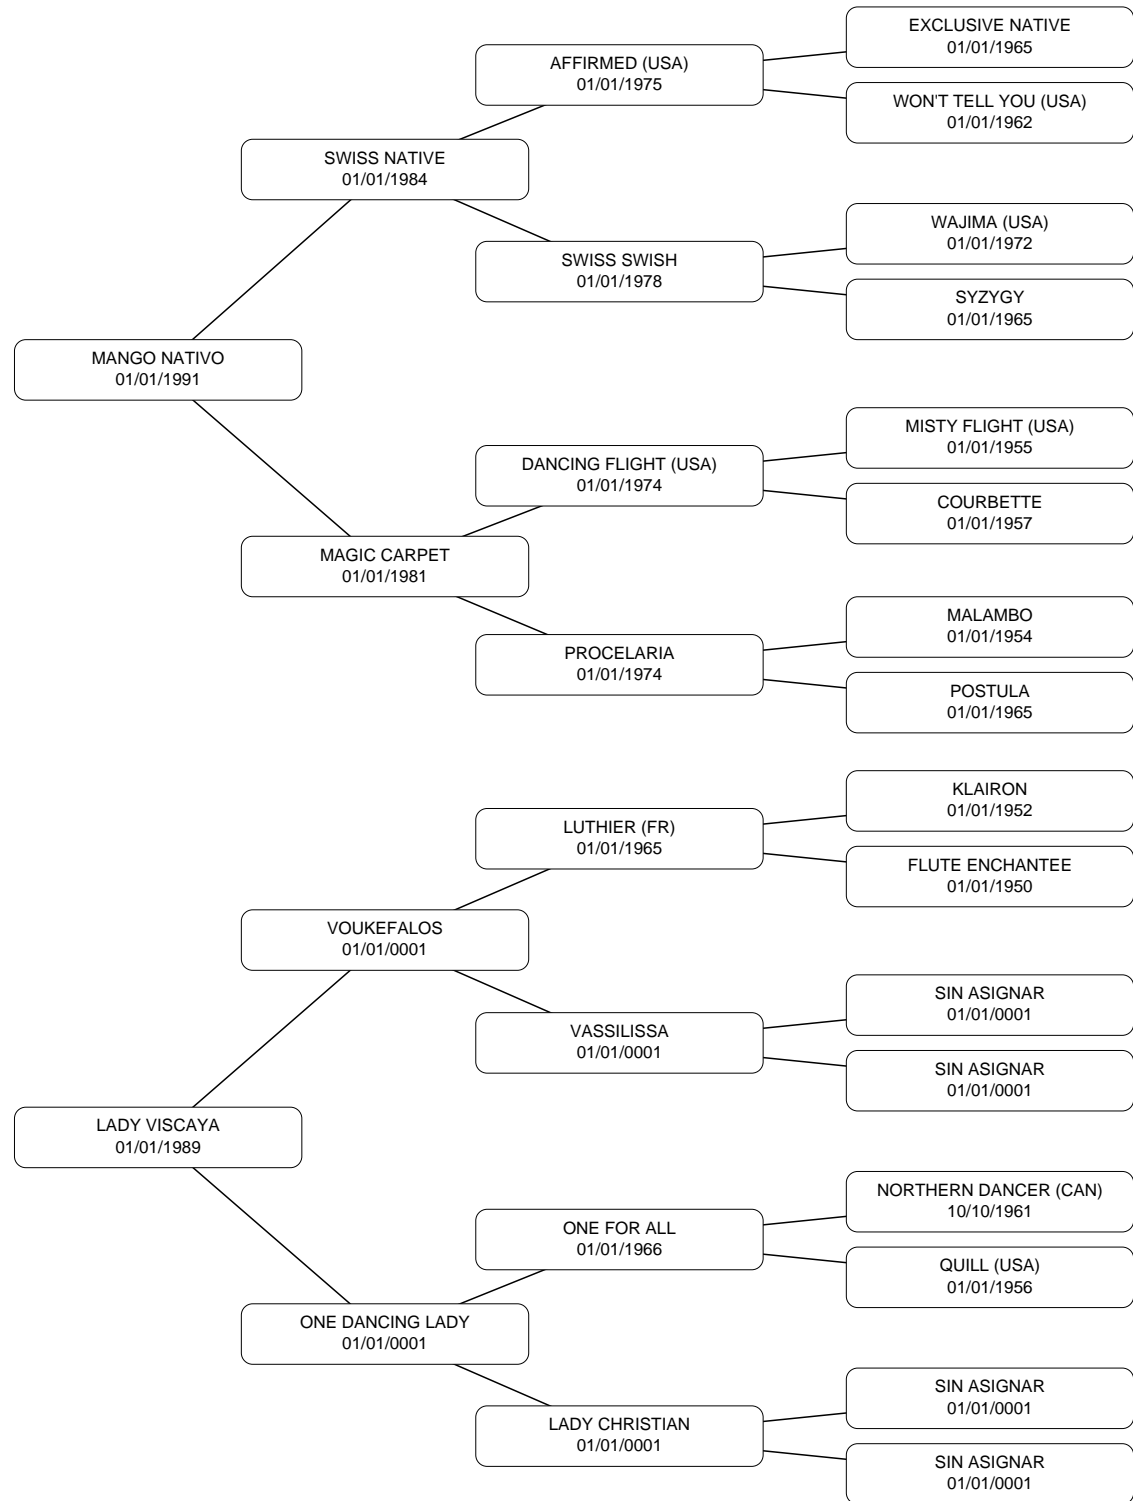 EXCLUSIVE NATIVE
01/01/1965
AFFIRMED (USA)
01/01/1975
WON'T TELL YOU (USA)
01/01/1962
SWISS NATIVE
01/01/1984
WAJIMA (USA)
01/01/1972
SWISS SWISH
01/01/1978
SYZYGY
01/01/1965
MANGO NATIVO
01/01/1991
MISTY FLIGHT (USA)
01/01/1955
DANCING FLIGHT (USA)
01/01/1974
COURBETTE
01/01/1957
MAGIC CARPET
01/01/1981
MALAMBO
01/01/1954
PROCELARIA
01/01/1974
POSTULA
01/01/1965
KLAIRON
01/01/1952
LUTHIER (FR)
01/01/1965
FLUTE ENCHANTEE
01/01/1950
VOUKEFALOS
01/01/0001
SIN ASIGNAR
01/01/0001
VASSILISSA
01/01/0001
SIN ASIGNAR
01/01/0001
LADY VISCAYA
01/01/1989
NORTHERN DANCER (CAN)
10/10/1961
ONE FOR ALL
01/01/1966
QUILL (USA)
01/01/1956
ONE DANCING LADY
01/01/0001
SIN ASIGNAR
01/01/0001
LADY CHRISTIAN
01/01/0001
SIN ASIGNAR
01/01/0001